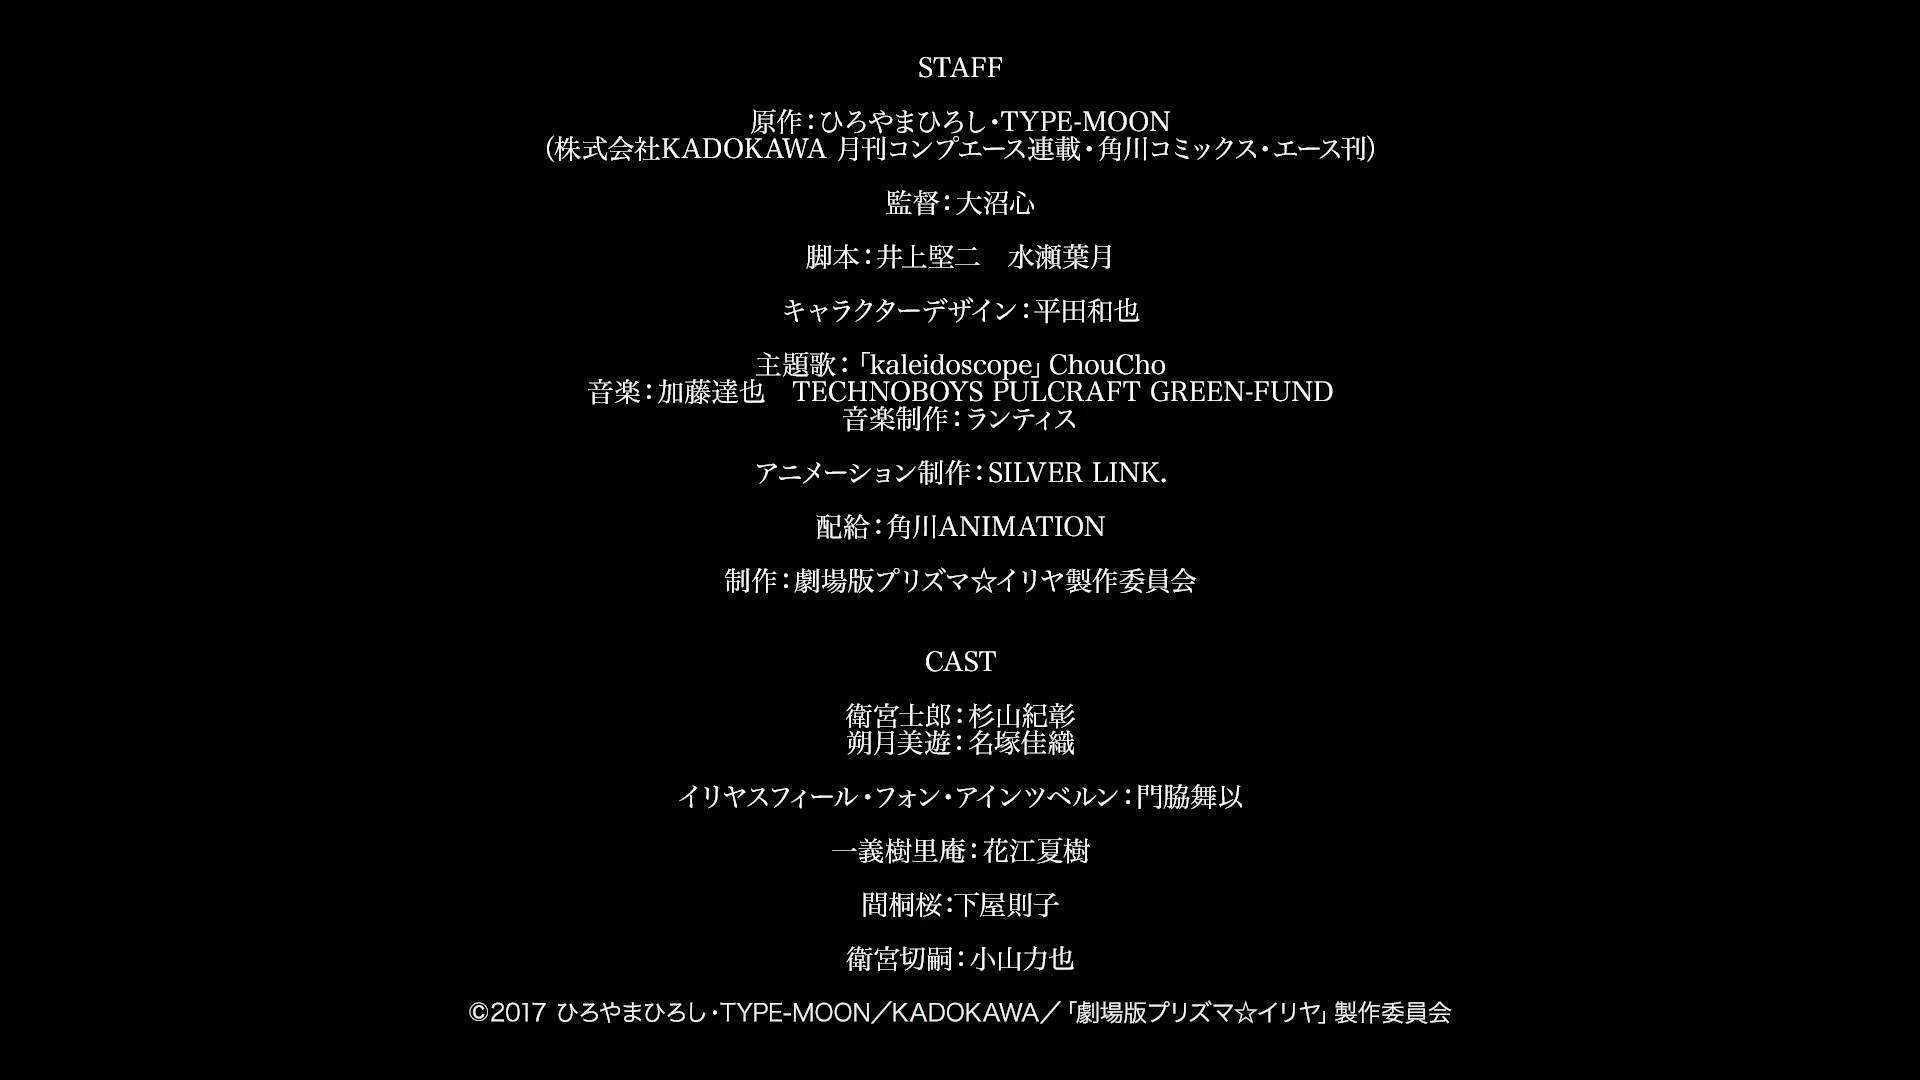 STAFF
原作：ひろやまひろし・TYPE-MOON
（株式会社KADOKAWA 月刊コンプエース連載・角川コミックス・エース刊）
監督：大沼心
脚本：井上堅二　水瀬葉月
キャラクターデザイン：平田和也
主題歌：「kaleidoscope」ChouCho
音楽：加藤達也　TECHNOBOYS PULCRAFT GREEN-FUND
音楽制作：ランティス
アニメーション制作：SILVER LINK.
配給：角川ANIMATION
制作：劇場版プリズマ☆イリヤ製作委員会
CAST
衛宮士郎：杉山紀彰
朔月美遊：名塚佳織
イリヤスフィール・フォン・アインツベルン：門脇舞以
一義樹里庵：花江夏樹
間桐桜：下屋則子
衛宮切嗣：小山力也
©2017 ひろやまひろし・TYPE-MOON／KADOKAWA／「劇場版プリズマ☆イリヤ」製作委員会